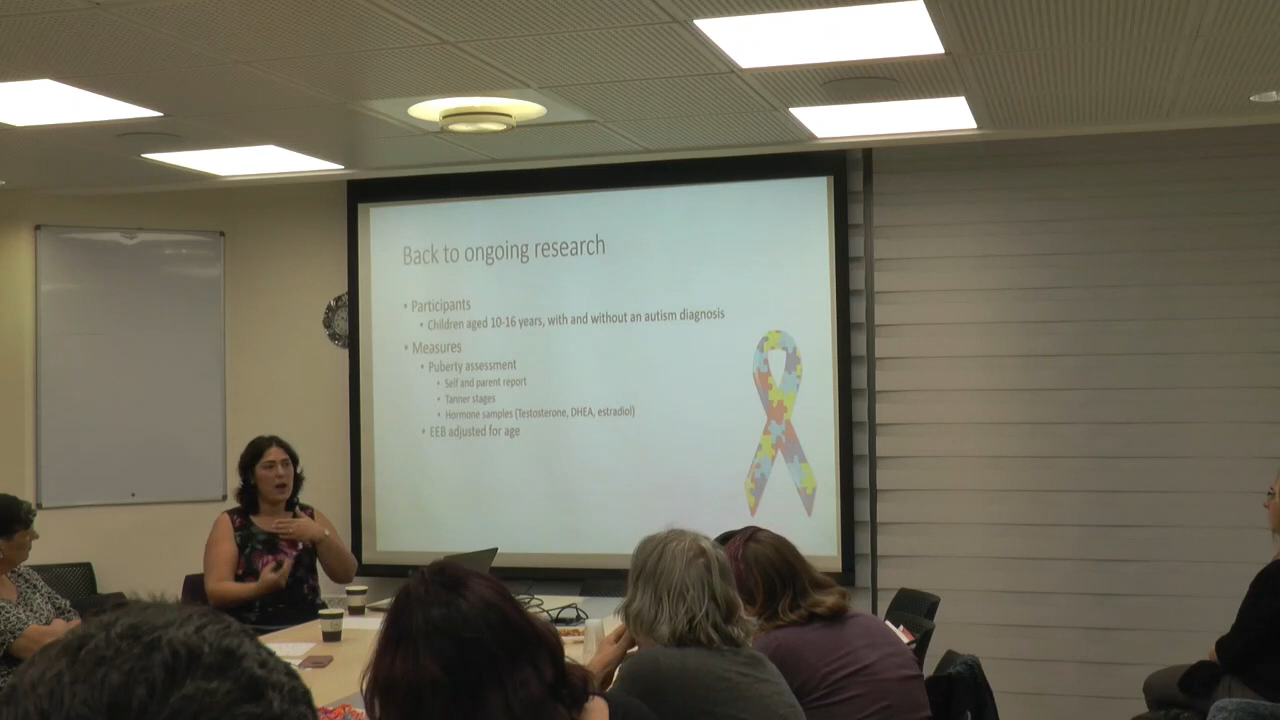 Back to ongoing research
• Participants
• Children aged 10-16 years, with and without an autism diagnosis
• Measures
• Puberty assessment
• Self and parent report
• Tanner stages
• Hormone samples (Testosterone, DHEA, estradiol)
• EEB adjusted for age